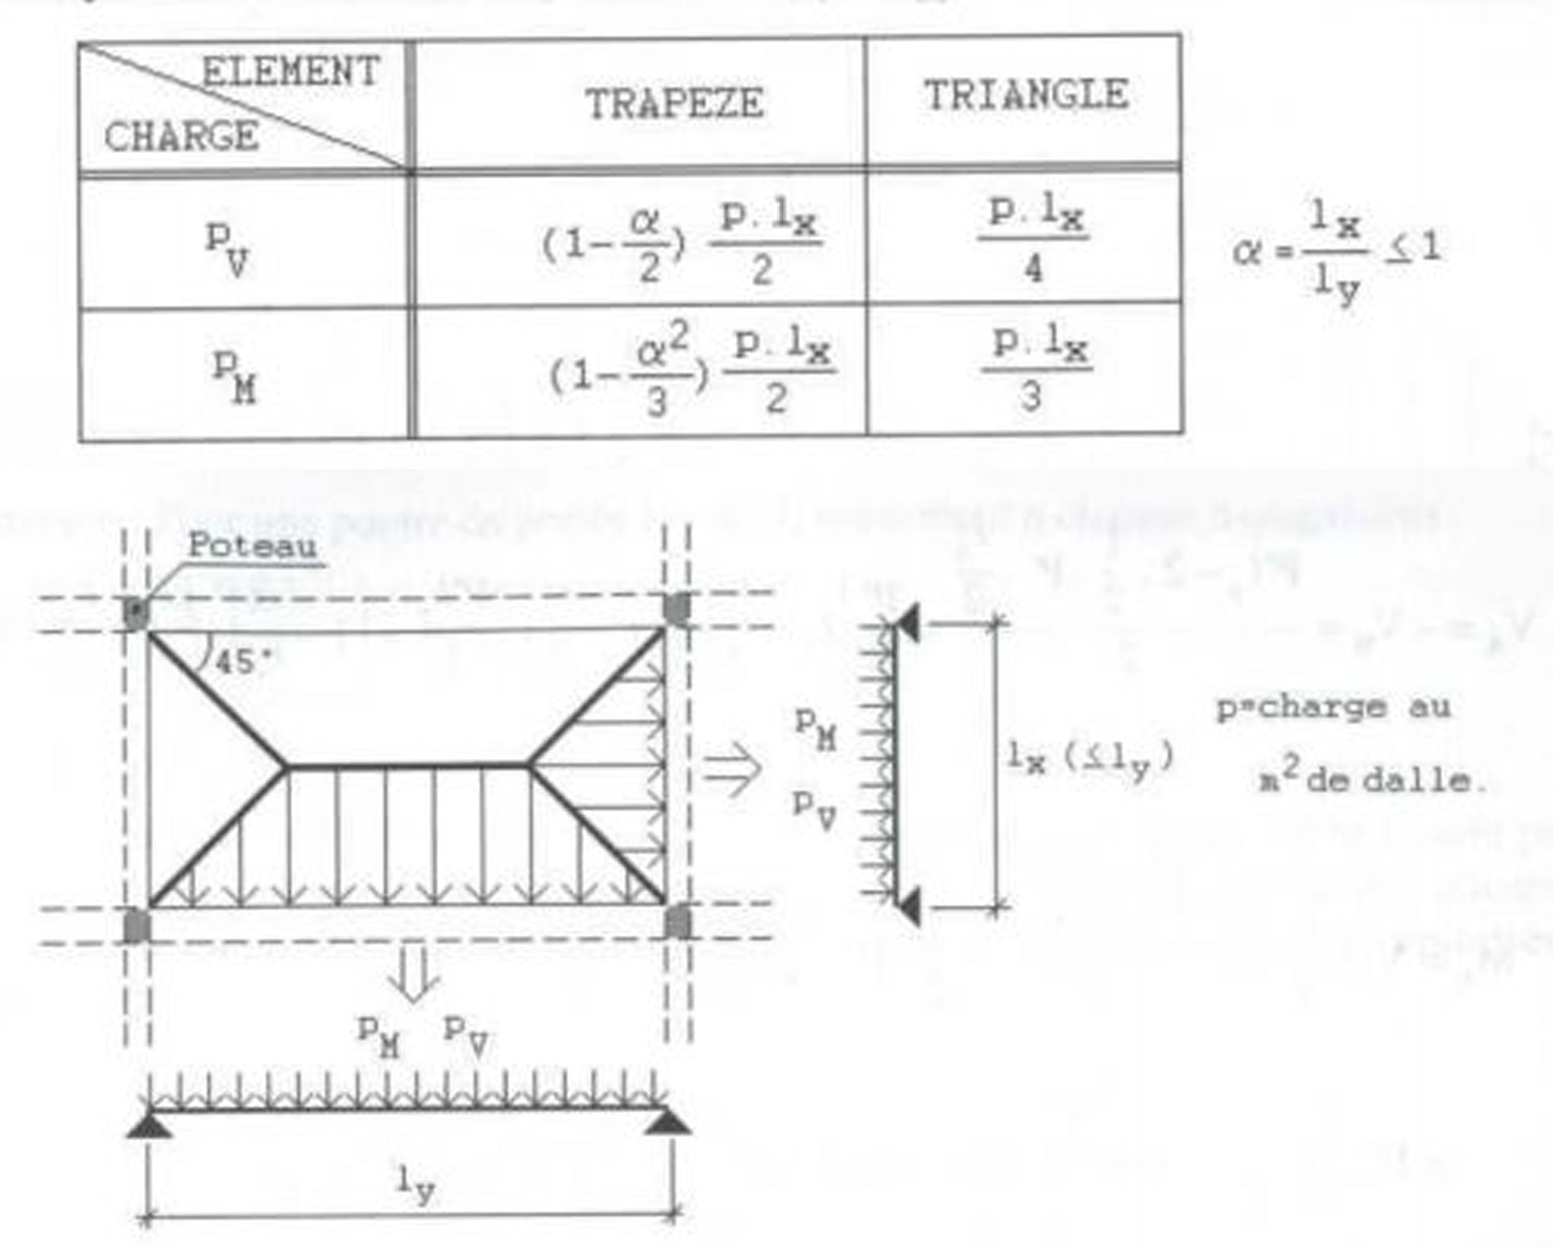 ELEMENT
CHARGE
TRAPEZE
TRIANGLE
p_V
(1-α/2) p.l_x/2
p.l_x/4
α = l_x/l_y ≤ 1
p_M
(1-α²/3) p.l_x/2
p.l_x/3
Poteau
45°
p_M
p_V
l_x (≤l_y)
p=charge au
m² de dalle.
p_M p_V
l_y